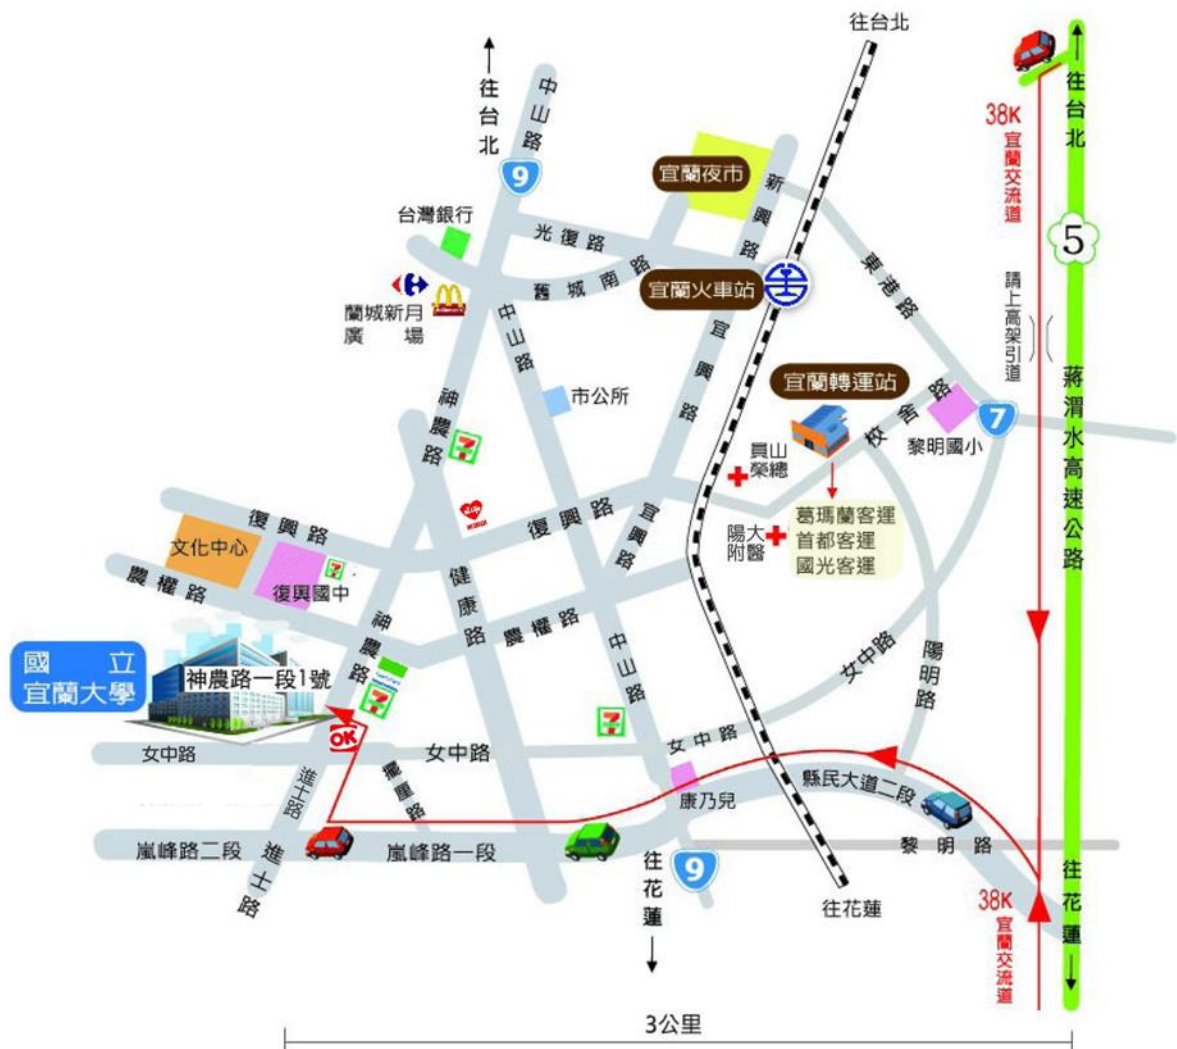 往台北
往台北
往台北
中山路
9
38K
宜蘭交流道
5
宜蘭夜市
新興路
台灣銀行
光復路
舊城南路
宜蘭火車站
東港路
請上高架引道
蘭城新月
廣場
中山路
宜興路
宜蘭轉運站
市公所
神農路
7
校舍路
7
黎明國小
蔣渭水高速公路
員山
榮總
復興路
復興路
宜興路
陽大
附醫
葛瑪蘭客運
首都客運
國光客運
文化中心
復興國中
7
農權路
健康路
農權路
神農路
中山路
女中路
陽明路
國立
宜蘭大學
神農路一段1號
7
7
OK
女中路
女中路
女中路
進士路
擺厘路
康乃兒
縣民大道二段
嵐峰路二段
進士路
嵐峰路一段
黎明路
9
往花蓮
往花蓮
往花蓮
38K
宜蘭交流道
3公里